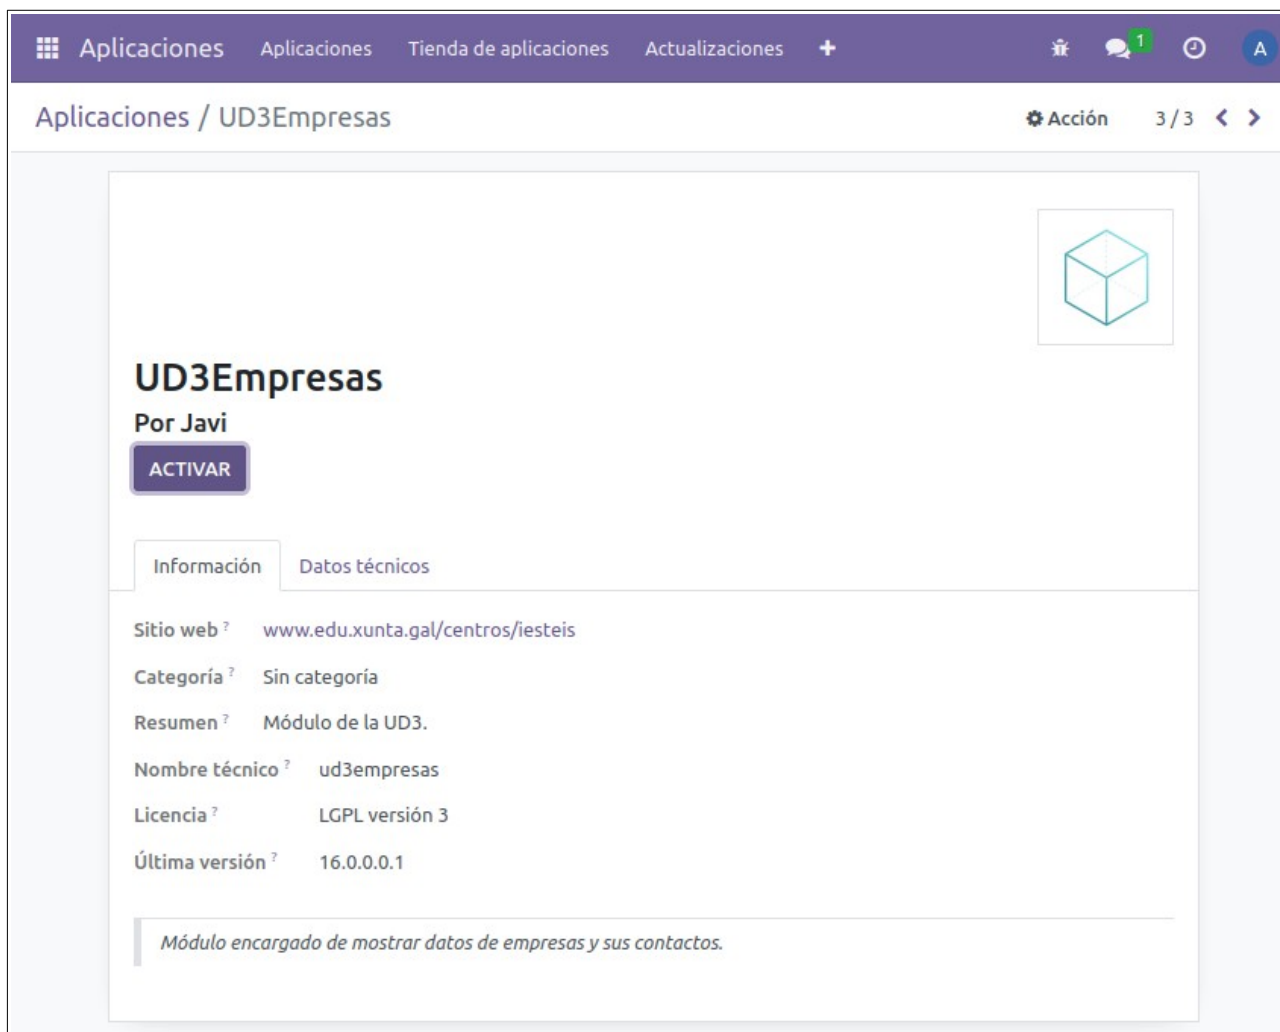 Aplicaciones Aplicaciones Tienda de aplicaciones Actualizaciones + 1 A
Aplicaciones / UD3Empresas Acción 3 / 3
UD3Empresas
Por Javi
ACTIVAR
Información Datos técnicos
Sitio web ? www.edu.xunta.gal/centros/iesteis
Categoría ? Sin categoría
Resumen ? Módulo de la UD3.
Nombre técnico ? ud3empresas
Licencia ? LGPL versión 3
Última versión ? 16.0.0.0.1
Módulo encargado de mostrar datos de empresas y sus contactos.